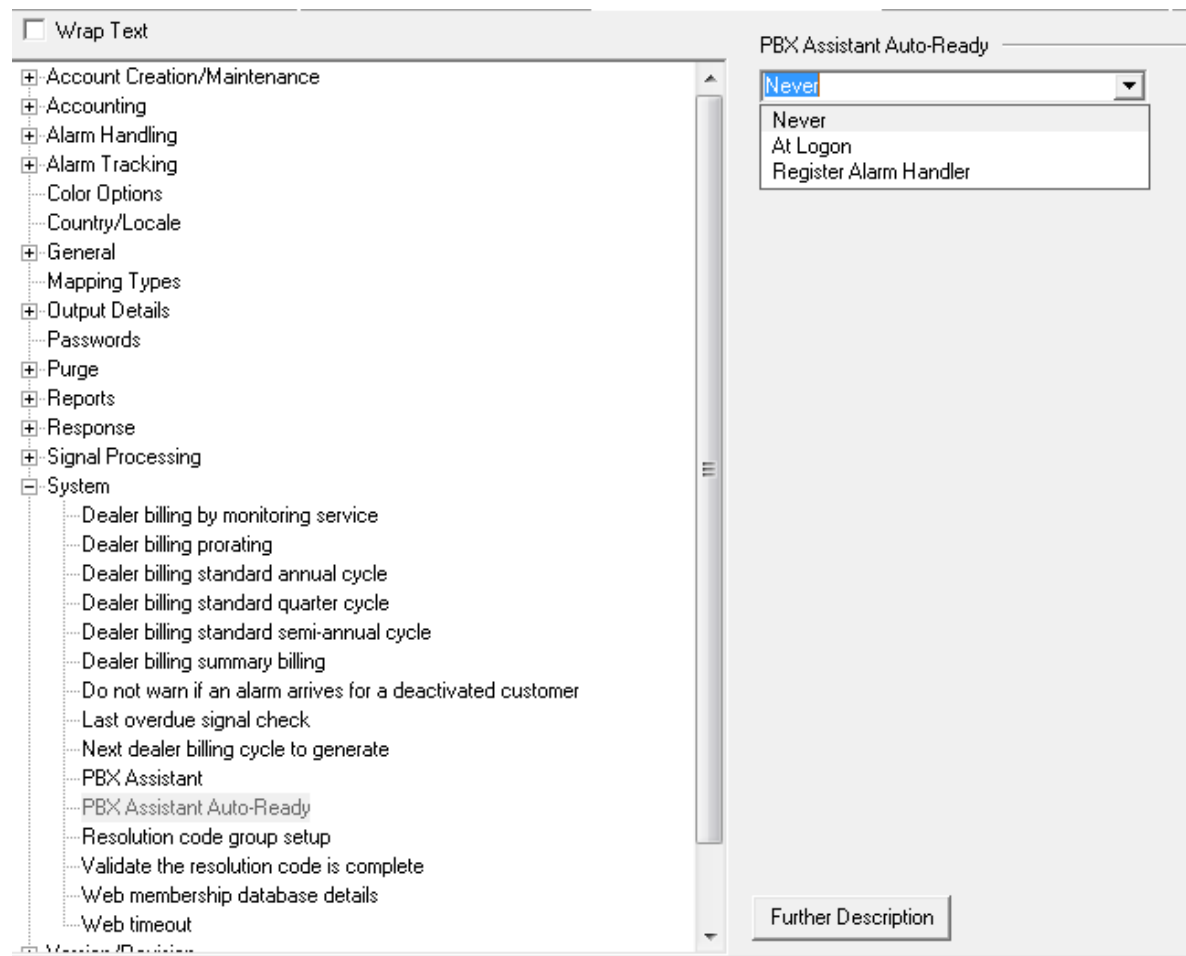 Wrap Text
Account Creation/Maintenance
Accounting
Alarm Handling
Alarm Tracking
Color Options
Country/Locale
General
Mapping Types
Output Details
Passwords
Purge
Reports
Response
Signal Processing
System
Dealer billing by monitoring service
Dealer billing prorating
Dealer billing standard annual cycle
Dealer billing standard quarter cycle
Dealer billing standard semi-annual cycle
Dealer billing summary billing
Do not warn if an alarm arrives for a deactivated customer
Last overdue signal check
Next dealer billing cycle to generate
PBX Assistant
PBX Assistant Auto-Ready
Resolution code group setup
Validate the resolution code is complete
Web membership database details
Web timeout
Version/Revision
PBX Assistant Auto-Ready
Never
Never
At Logon
Register Alarm Handler
Further Description